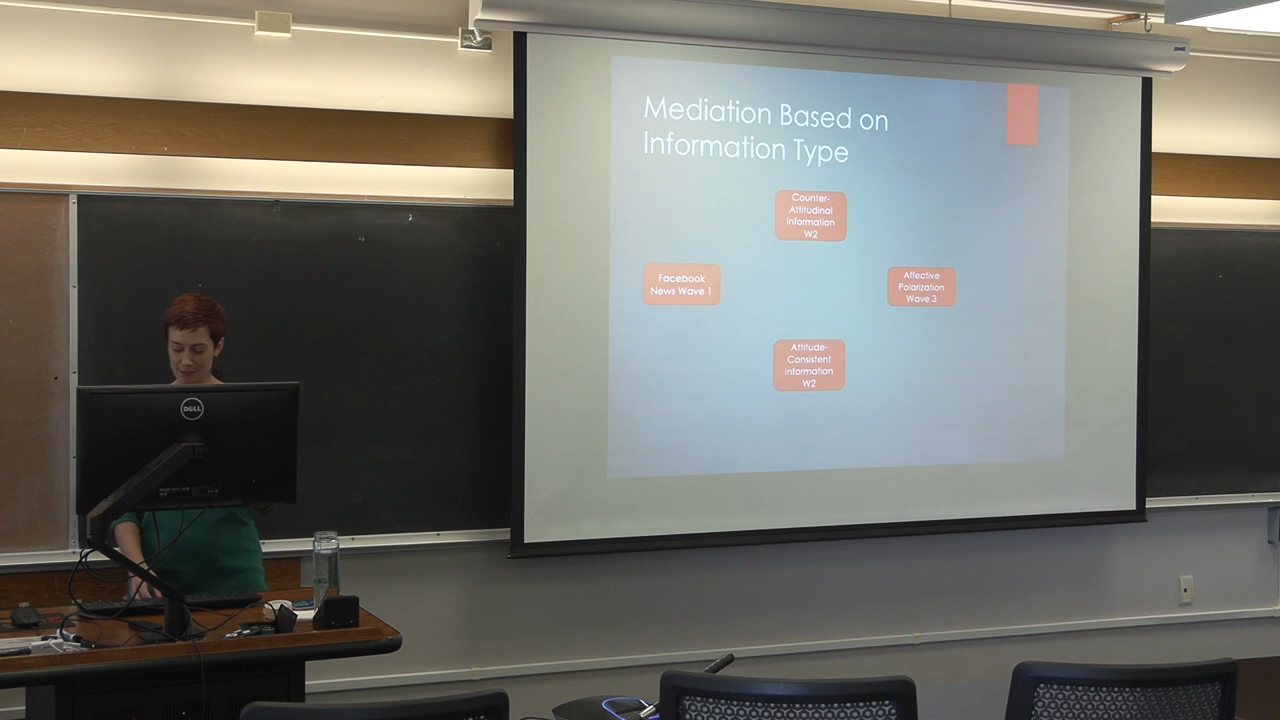 Mediation Based on
Information Type
Counter-
Attitudinal
Information
W2
Facebook
News Wave 1
Affective
Polarization
Wave 3
Attitude-
Consistent
Information
W2
DELL